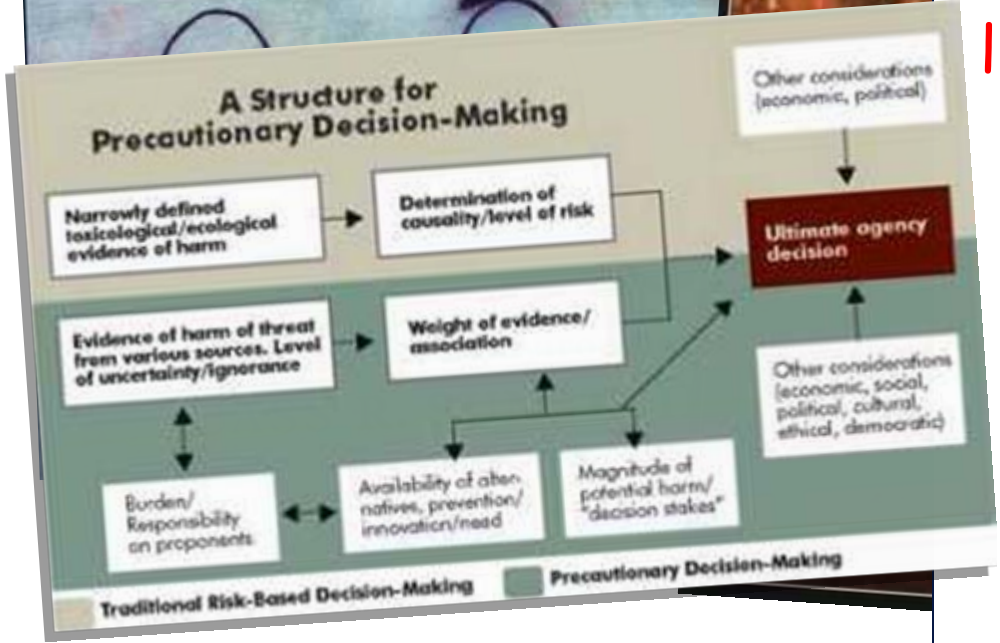 A Structure for
Precautionary Decision-Making
Other considerations
(economic, political)
Narrowly defined
toxicological/ecological
evidence of harm
Determination of
causality/level of risk
Ultimate agency
decision
Evidence of harm of threat
from various sources. Level
of uncertainty/ignorance
Weight of evidence/
association
Other considerations
(economic, social,
political, cultural,
ethical, democratic)
Burden/
Responsibility
on proponents
Availability of alter-
natives, prevention/
innovation/need
Magnitude of
potential harm/
"decision stakes"
Traditional Risk-Based Decision-Making
Precautionary Decision-Making